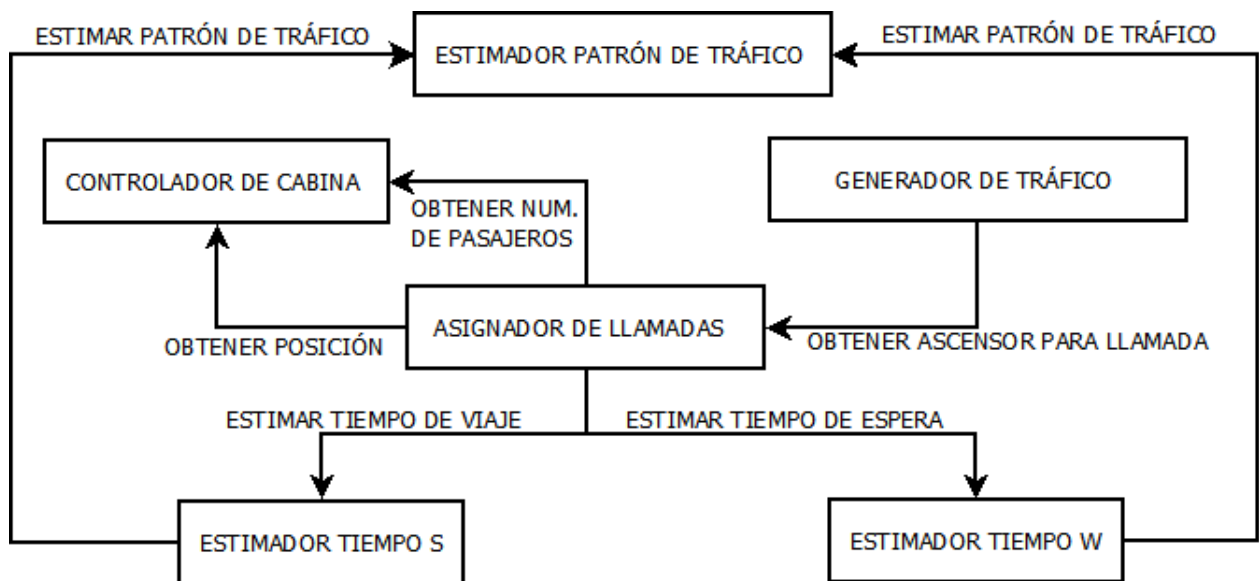 ESTIMAR PATRÓN DE TRÁFICO
ESTIMAR PATRÓN DE TRÁFICO
ESTIMADOR PATRÓN DE TRÁFICO
CONTROLADOR DE CABINA
GENERADOR DE TRÁFICO
OBTENER NUM.
DE PASAJEROS
ASIGNADOR DE LLAMADAS
OBTENER POSICIÓN
OBTENER ASCENSOR PARA LLAMADA
ESTIMAR TIEMPO DE VIAJE
ESTIMAR TIEMPO DE ESPERA
ESTIMADOR TIEMPO S
ESTIMADOR TIEMPO W